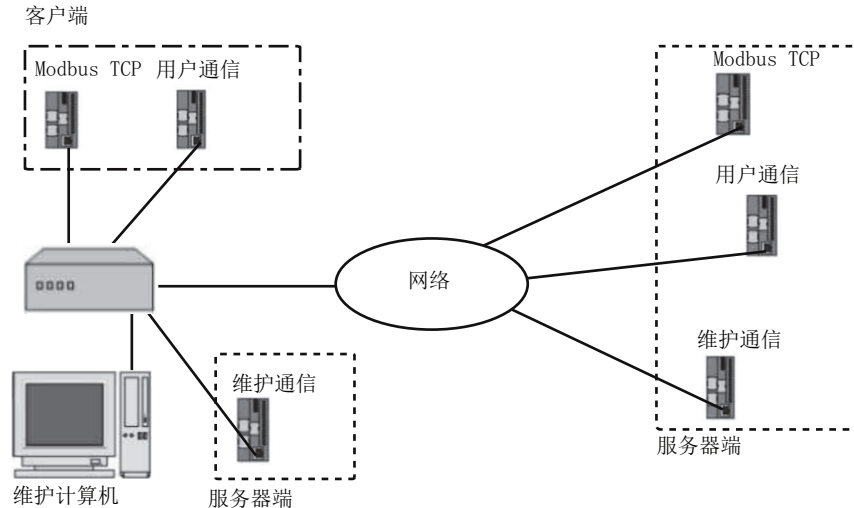 客户端
Modbus TCP 用户通信
Modbus TCP
用户通信
网络
维护通信
维护通信
服务器端
维护计算机
服务器端